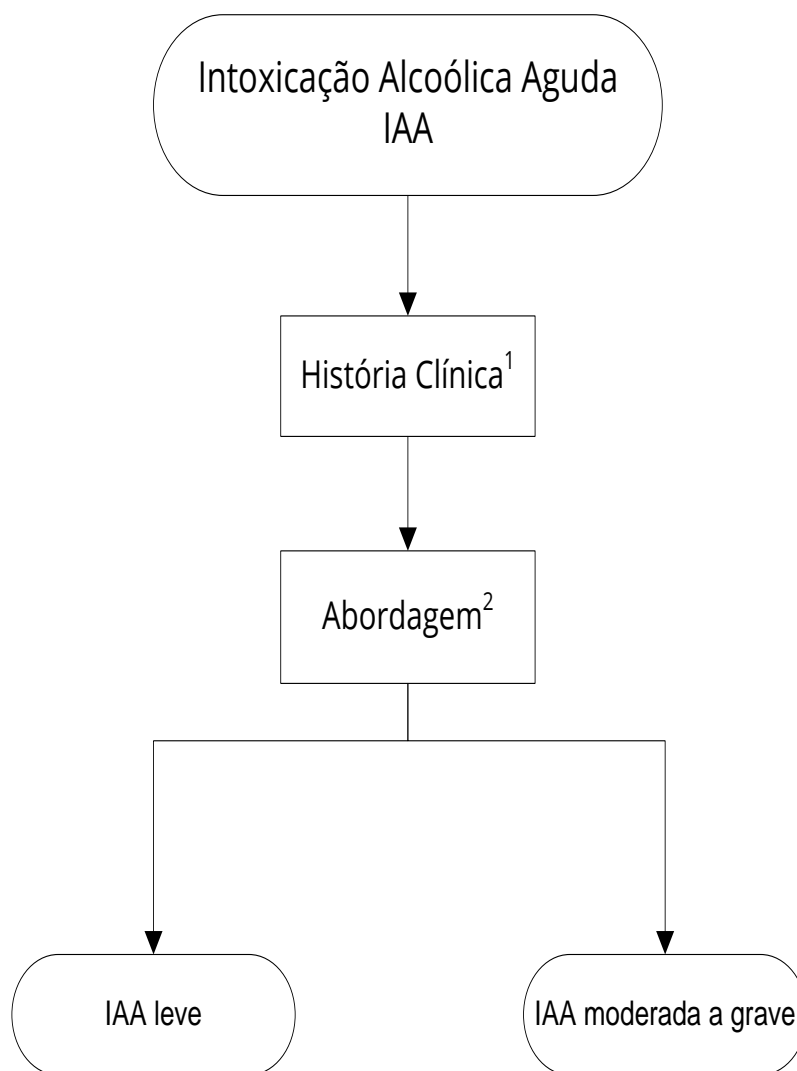 Intoxicação Alcoólica Aguda
IAA
História Clínica¹
Abordagem²
IAA leve
IAA moderada a grave